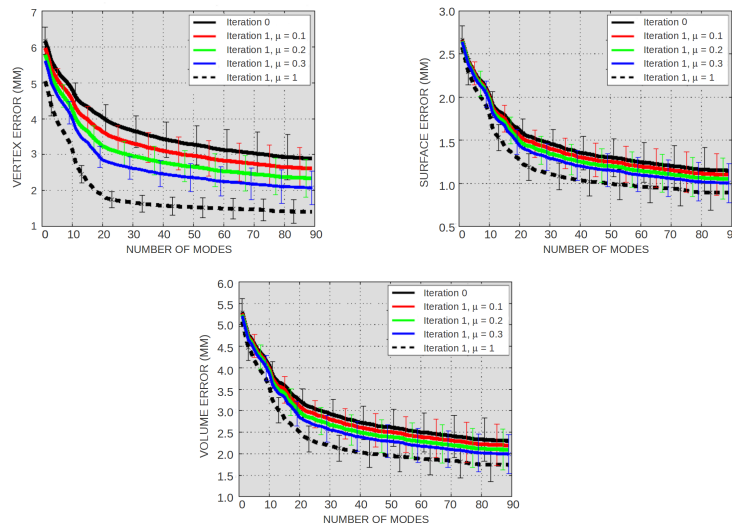 7
6
5
4
3
2
1
VERTEX ERROR (MM)
Iteration 0
Iteration 1, μ = 0.1
Iteration 1, μ = 0.2
Iteration 1, μ = 0.3
Iteration 1, μ = 1
0 10 20 30 40 50 60 70 80 90
NUMBER OF MODES
3.0
2.5
2.0
1.5
1.0
0.5
SURFACE ERROR (MM)
Iteration 0
Iteration 1, μ = 0.1
Iteration 1, μ = 0.2
Iteration 1, μ = 0.3
Iteration 1, μ = 1
0 10 20 30 40 50 60 70 80 90
NUMBER OF MODES
6.0
5.5
5.0
4.5
4.0
3.5
3.0
2.5
2.0
1.5
1.0
VOLUME ERROR (MM)
Iteration 0
Iteration 1, μ = 0.1
Iteration 1, μ = 0.2
Iteration 1, μ = 0.3
Iteration 1, μ = 1
0 10 20 30 40 50 60 70 80 90
NUMBER OF MODES